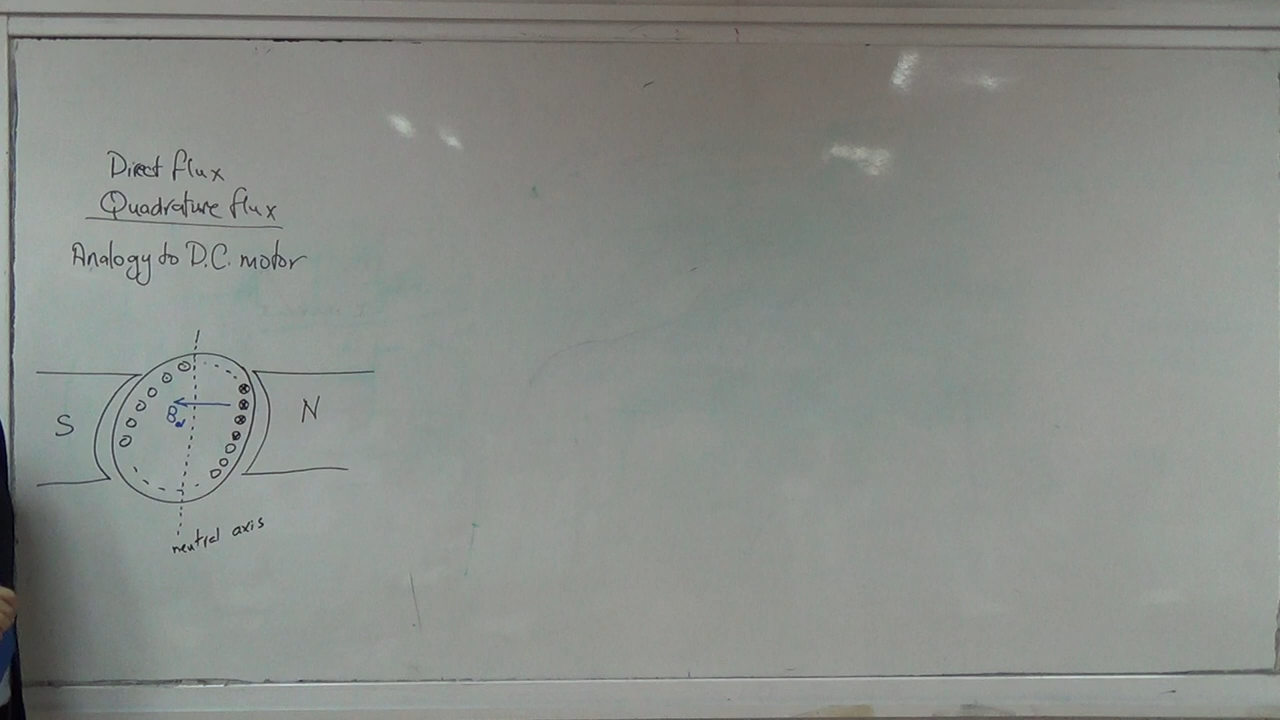 Direct flux
Quadrature flux
Analogy to D.C. motor
S
N
neutral axis